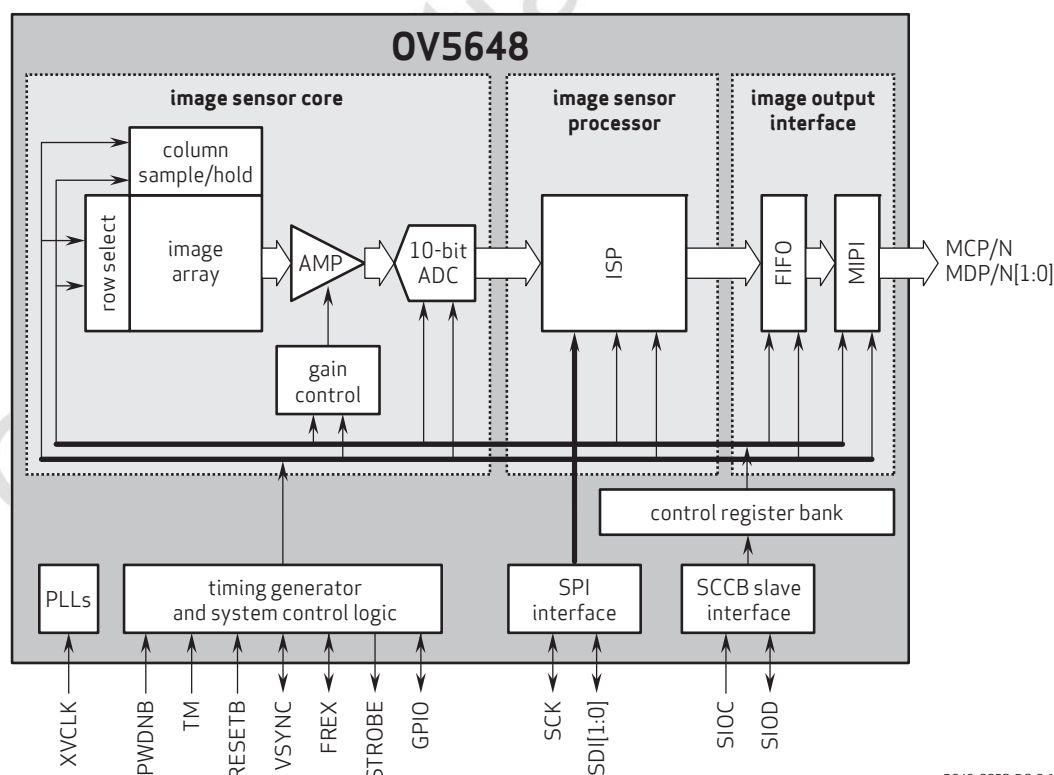 OV5648
image sensor core
image sensor
processor
image output
interface
column
sample/hold
row select
image
array
AMP
10-bit
ADC
gain
control
ISP
FIFO
MIPI
MCP/N
MDP/N[1:0]
control register bank
PLLs
timing generator
and system control logic
SPI
interface
SCCB slave
interface
XVCLK
PWDNB
TM
RESETB
VSYNC
FREX
STROBE
GPIO
SCK
SDI[1:0]
SIOC
SIOD